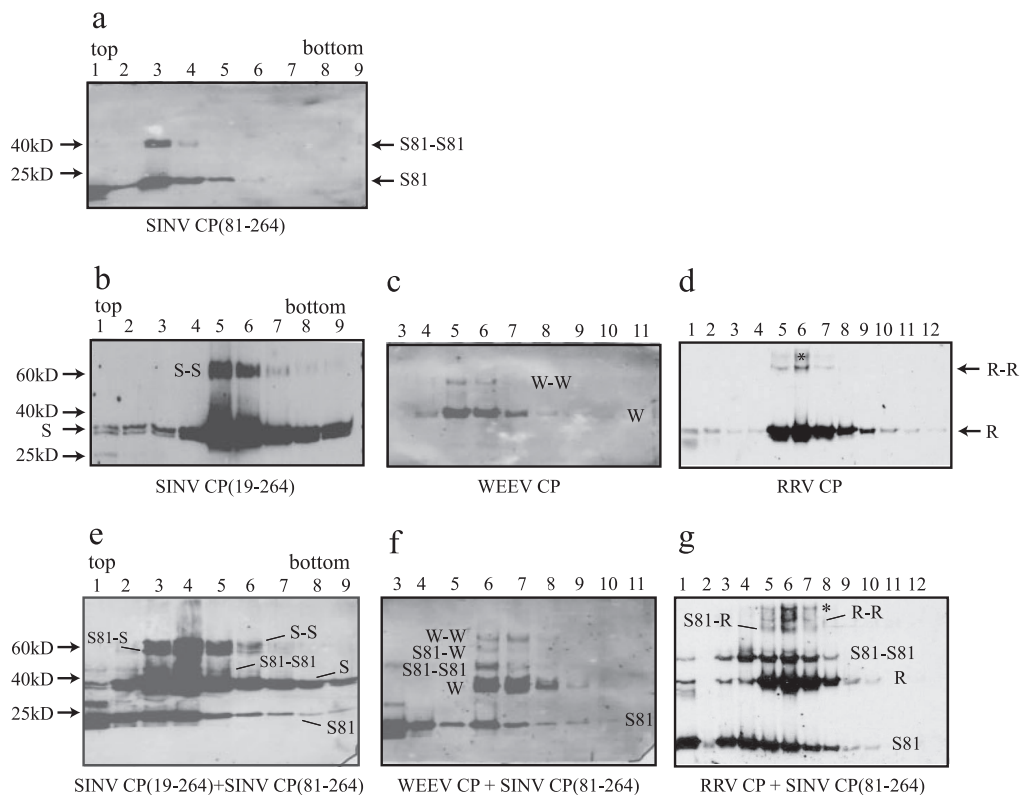 a
top bottom
1 2 3 4 5 6 7 8 9
40kD S81-S81
25kD S81
SINV CP(81-264)
b c d
top bottom
1 2 3 4 5 6 7 8 9
3 4 5 6 7 8 9 10 11
1 2 3 4 5 6 7 8 9 10 11 12
S-S
60kD
40kD
S
25kD
W-W
W
*
R-R
R
SINV CP(19-264) WEEV CP RRV CP
e f g
top bottom
1 2 3 4 5 6 7 8 9
3 4 5 6 7 8 9 10 11
1 2 3 4 5 6 7 8 9 10 11 12
S81-S
60kD
S-S
S81-S81
S
40kD
25kD
S81
W-W
S81-W
S81-S81
W
S81
S81-R
*
R-R
S81-S81
R
S81
SINV CP(19-264)+SINV CP(81-264) WEEV CP + SINV CP(81-264) RRV CP + SINV CP(81-264)